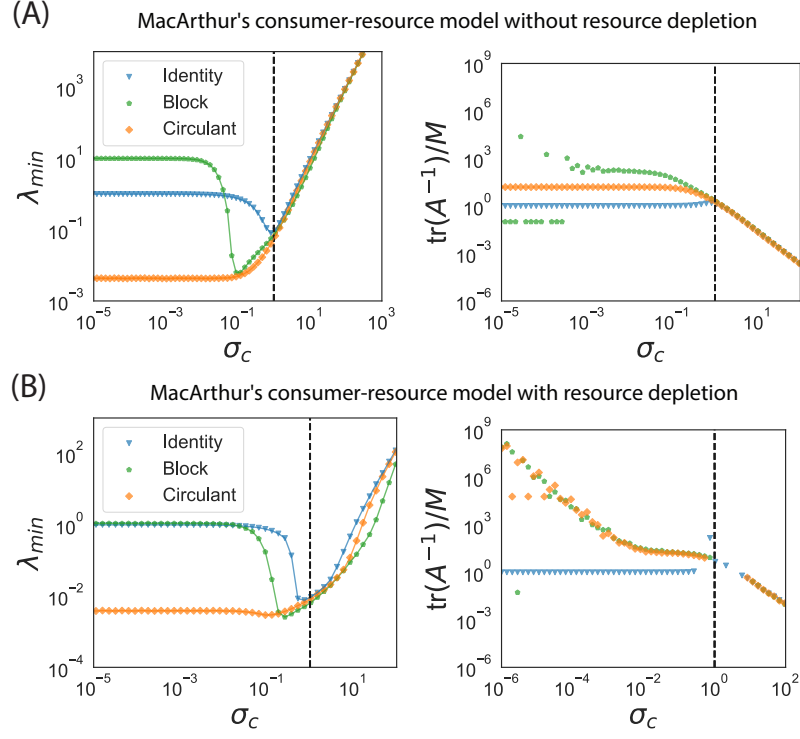 (A)
MacArthur's consumer-resource model without resource depletion
Identity
Block
Circulant
λmin
10^3
10^1
10^-1
10^-3
10^-5
10^-3
10^-1
10^1
10^3
σc
tr(A^-1)/M
10^9
10^6
10^3
10^0
10^-3
10^-6
10^-5
10^-3
10^-1
10^1
σc
(B)
MacArthur's consumer-resource model with resource depletion
Identity
Block
Circulant
λmin
10^2
10^0
10^-2
10^-4
10^-5
10^-3
10^-1
10^1
σc
tr(A^-1)/M
10^9
10^6
10^3
10^0
10^-3
10^-6
10^-6
10^-4
10^-2
10^0
10^2
σc